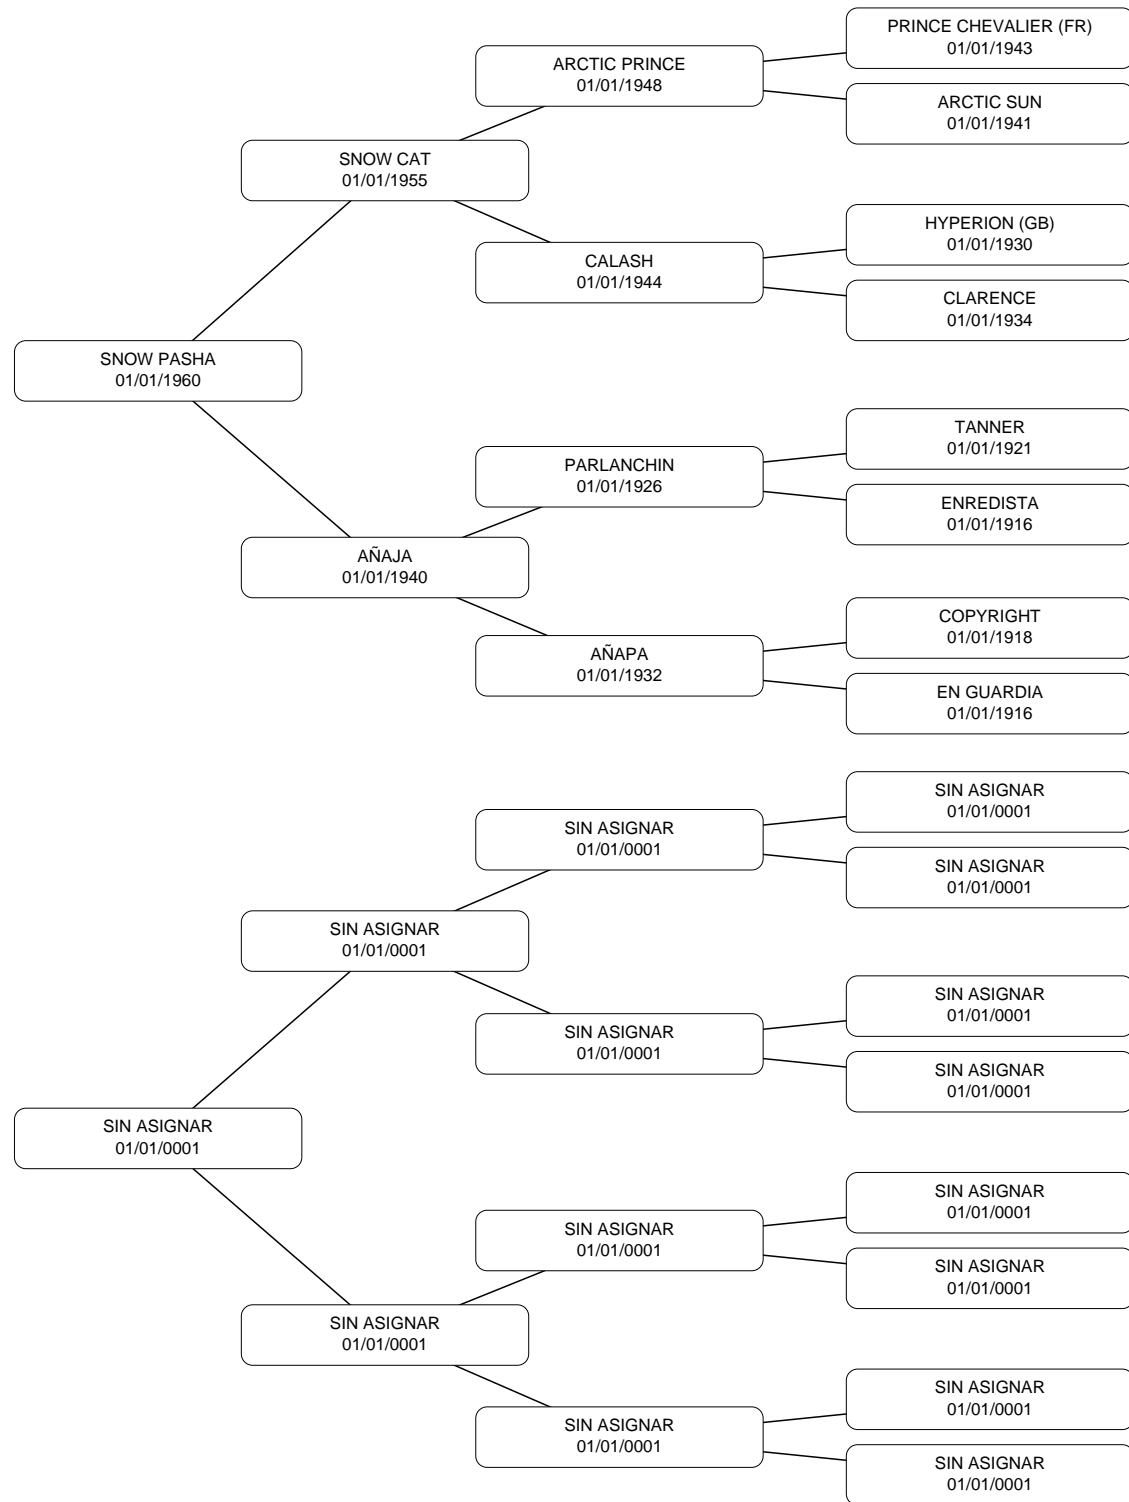 PRINCE CHEVALIER (FR)
01/01/1943
ARCTIC PRINCE
01/01/1948
ARCTIC SUN
01/01/1941
SNOW CAT
01/01/1955
HYPERION (GB)
01/01/1930
CALASH
01/01/1944
CLARENCE
01/01/1934
SNOW PASHA
01/01/1960
TANNER
01/01/1921
PARLANCHIN
01/01/1926
ENREDISTA
01/01/1916
AÑAJA
01/01/1940
COPYRIGHT
01/01/1918
AÑAPA
01/01/1932
EN GUARDIA
01/01/1916
SIN ASIGNAR
01/01/0001
SIN ASIGNAR
01/01/0001
SIN ASIGNAR
01/01/0001
SIN ASIGNAR
01/01/0001
SIN ASIGNAR
01/01/0001
SIN ASIGNAR
01/01/0001
SIN ASIGNAR
01/01/0001
SIN ASIGNAR
01/01/0001
SIN ASIGNAR
01/01/0001
SIN ASIGNAR
01/01/0001
SIN ASIGNAR
01/01/0001
SIN ASIGNAR
01/01/0001
SIN ASIGNAR
01/01/0001
SIN ASIGNAR
01/01/0001
SIN ASIGNAR
01/01/0001